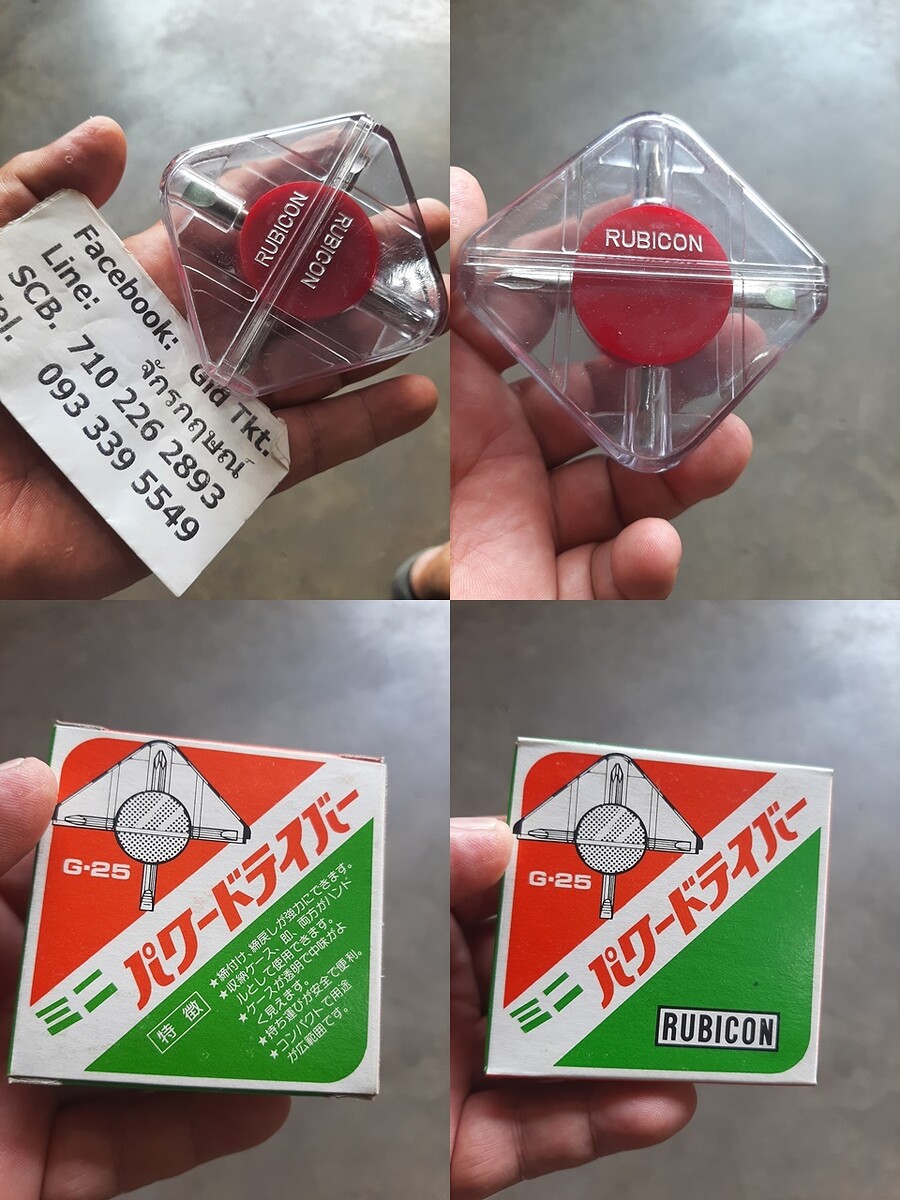 Facebook: Gid Tkt.
Line: จักรกฤษณ์
SCB. 710 226 2893
Tel. 093 339 5549
RUBICON
RUBICON
RUBICON
G-25
ミニ パワードライバー
特徴
★締付け、締戻しが強力にできます。
★収納ケース、即、両方がハンド
ルとして使用できます。
★ケースが透明で中味がよ
く見えます。
★持ち運びが安全で便利。
★コンパクトで用途
が広範囲です。
G-25
ミニ パワードライバー
RUBICON